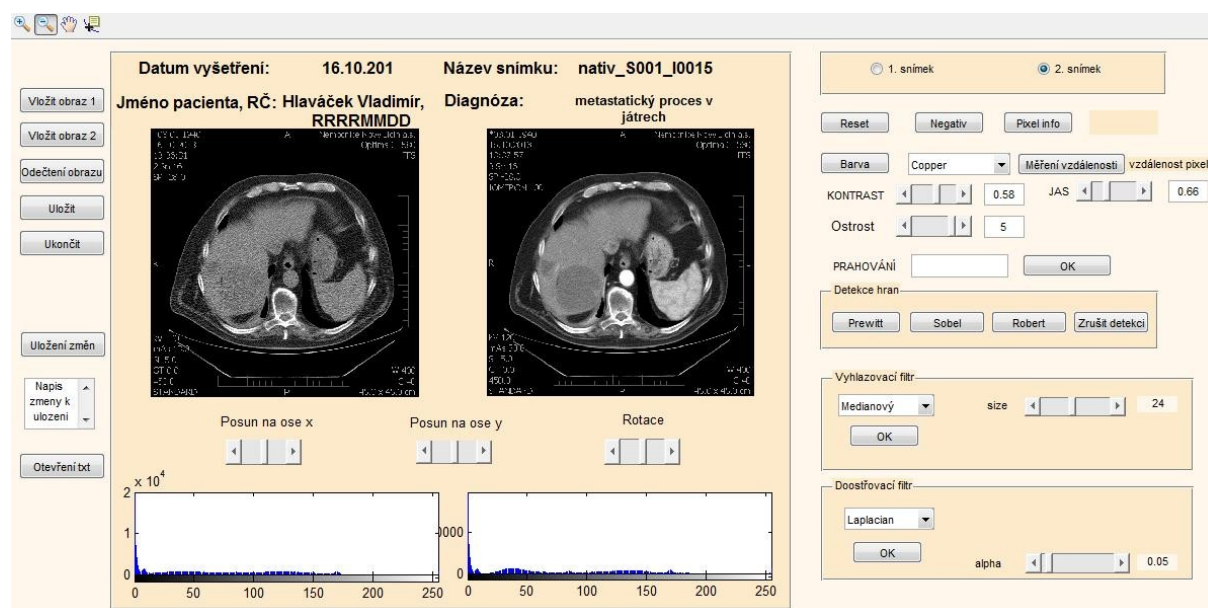 Datum vyšetření: 16.10.201 Název snímku: nativ_S001_I0015
1. snímek 2. snímek
Vložit obraz 1
Jméno pacienta, RČ: Hlaváček Vladimír,
RRRRMMDD
Diagnóza: metastatický proces v
játrech
Vložit obraz 2
Odečtení obrazu
Uložit
Ukončit
Uložení změn
Napis
zmeny k
ulozeni
Otevření txt
A A
R
STANDARD P
Posun na ose x Posun na ose y Rotace
x 10^4
2
1
0
0 50 100 150 200 250
0000
0
0 50 100 150 200 250
Reset Negativ Pixel info
Barva Copper Měření vzdálenosti vzdálenost pixel
KONTRAST 0.58 JAS 0.66
Ostrost 5
PRAHOVÁNÍ OK
Detekce hran
Prewitt Sobel Robert Zrušit detekci
Vyhlazovací filtr
Medianový size 24
OK
Doostřovací filtr
Laplacian
OK
alpha 0.05